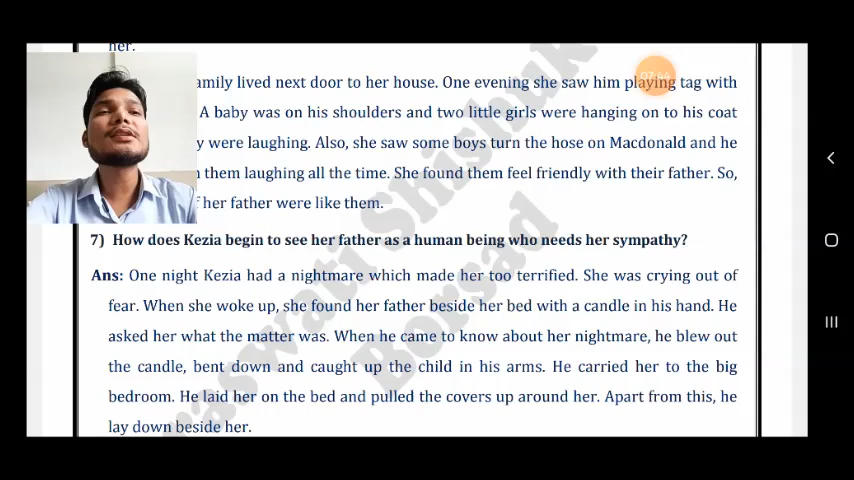 her.
amily lived next door to her house. One evening she saw him playing tag with
A baby was on his shoulders and two little girls were hanging on to his coat
y were laughing. Also, she saw some boys turn the hose on Macdonald and he
them laughing all the time. She found them feel friendly with their father. So,
her father were like them.
7) How does Kezia begin to see her father as a human being who needs her sympathy?
Ans: One night Kezia had a nightmare which made her too terrified. She was crying out of
fear. When she woke up, she found her father beside her bed with a candle in his hand. He
asked her what the matter was. When he came to know about her nightmare, he blew out
the candle, bent down and caught up the child in his arms. He carried her to the big
bedroom. He laid her on the bed and pulled the covers up around her. Apart from this, he
lay down beside her.
07:44
Borsad